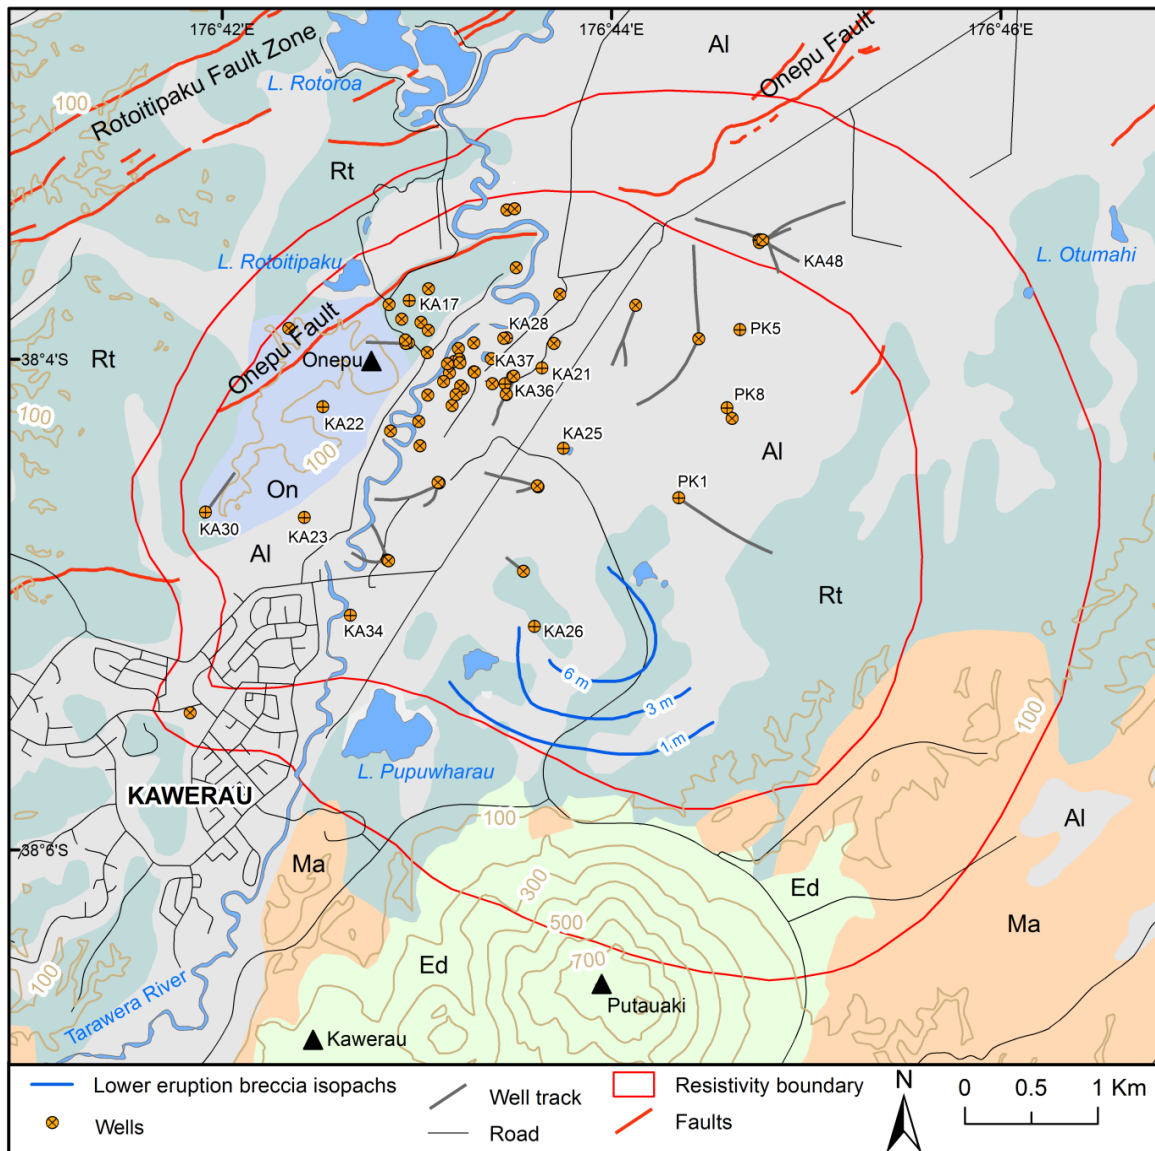 176°42'E
176°44'E
176°46'E
Al
Onepu Fault
Rotoitipaku Fault Zone
L. Rotoroa
100
Rt
L. Rotoitipaku
KA48
L. Otumahi
KA17
KA28
PK5
Rt
38°4'S
Onepu
Onepu Fault
KA37
KA21
KA36
100
KA22
PK8
100
KA25
Al
On
PK1
KA30
KA23
Al
Rt
KA34
KA26
6 m
3 m
1 m
100
L. Pupuwharau
KAWERAU
100
Al
38°6'S
Ma
300
Ed
500
Ma
700
Ed
100
Putauaki
Tarawera River
Kawerau
Lower eruption breccia isopachs
Wells
Well track
Road
Resistivity boundary
Faults
N
0 0.5 1 Km